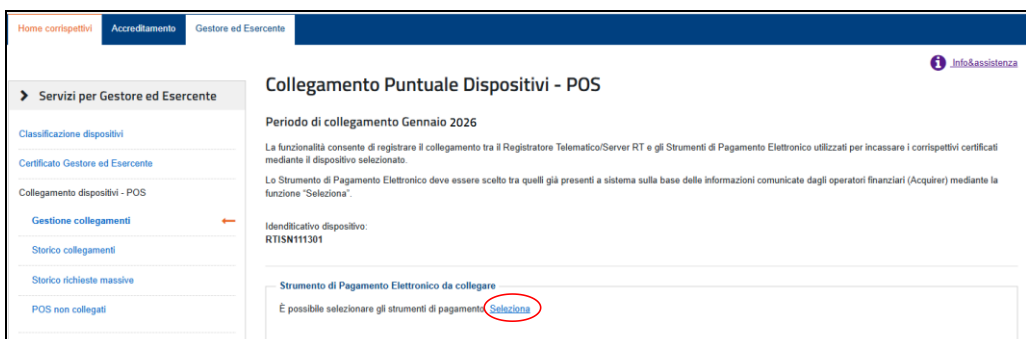 Home corrispettivi Accreditamento Gestore ed Esercente
Info&assistenza
Servizi per Gestore ed Esercente
Classificazione dispositivi
Certificato Gestore ed Esercente
Collegamento dispositivi - POS
Gestione collegamenti
Storico collegamenti
Storico richieste massive
POS non collegati
Collegamento Puntuale Dispositivi - POS
Periodo di collegamento Gennaio 2026
La funzionalità consente di registrare il collegamento tra il Registratore Telematico/Server RT e gli Strumenti di Pagamento Elettronico utilizzati per incassare i corrispettivi certificati
mediante il dispositivo selezionato.
Lo Strumento di Pagamento Elettronico deve essere scelto tra quelli già presenti a sistema sulla base delle informazioni comunicate dagli operatori finanziari (Acquirer) mediante la
funzione "Seleziona".
Idenditicativo dispositivo:
RTISN111301
Strumento di Pagamento Elettronico da collegare
È possibile selezionare gli strumenti di pagamento Seleziona